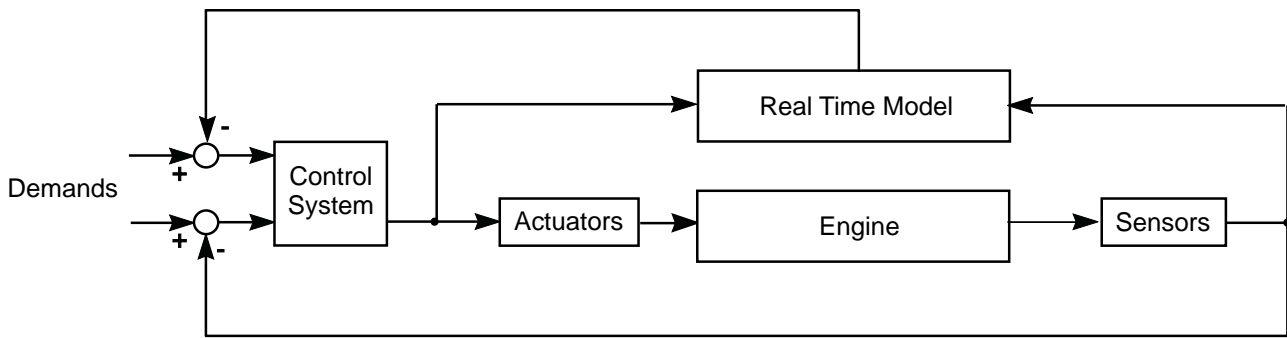 Real Time Model
-
+
Demands
Control
System
+
-
Actuators
Engine
Sensors